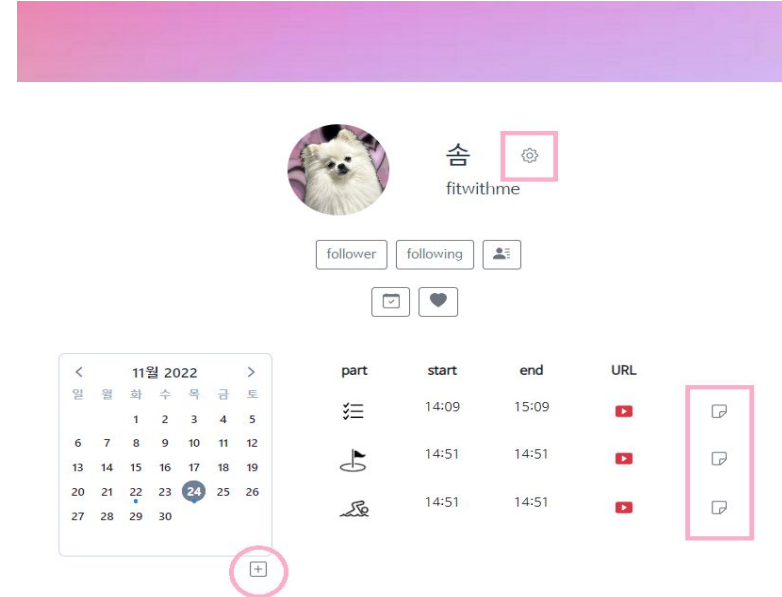 솜
fitwithme
follower following
11월 2022
일 월 화 수 목 금 토
1 2 3 4 5
6 7 8 9 10 11 12
13 14 15 16 17 18 19
20 21 22 23 24 25 26
27 28 29 30
part start end URL
14:09 15:09
14:51 14:51
14:51 14:51